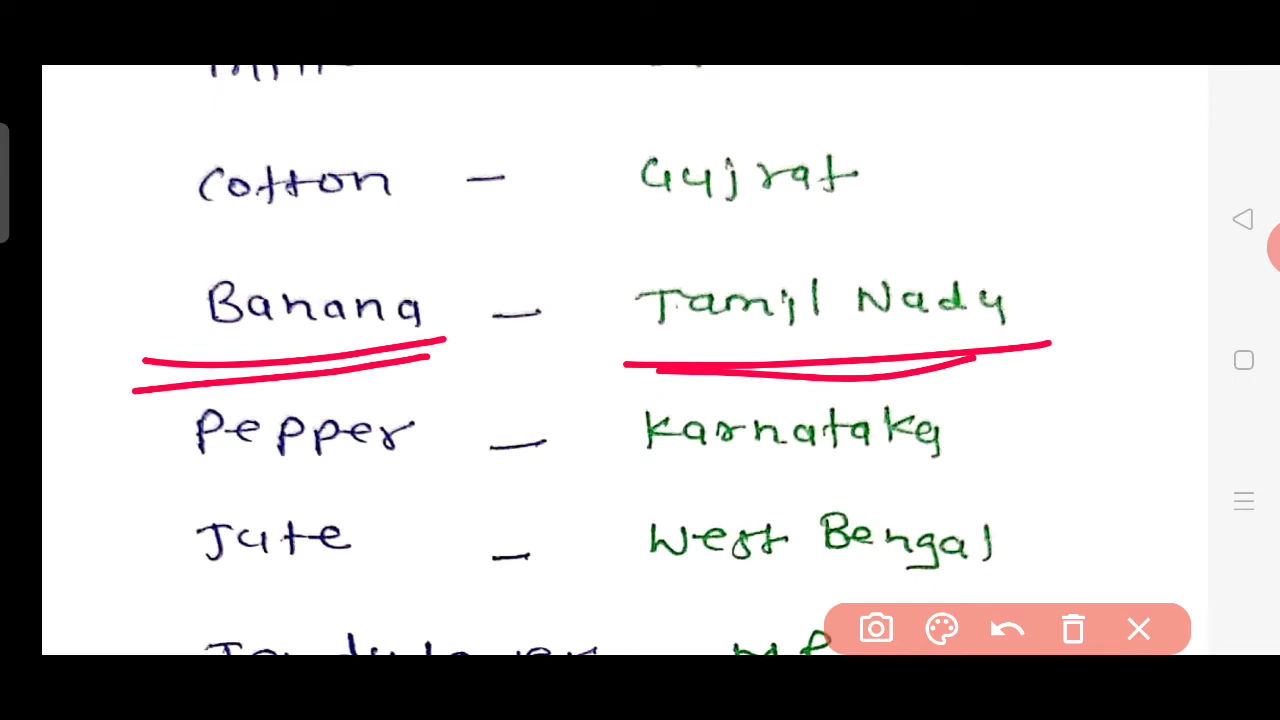 Cotton - Gujrat
Banana - Tamil Nadu
Pepper - Karnataka
Jute - West Bengal